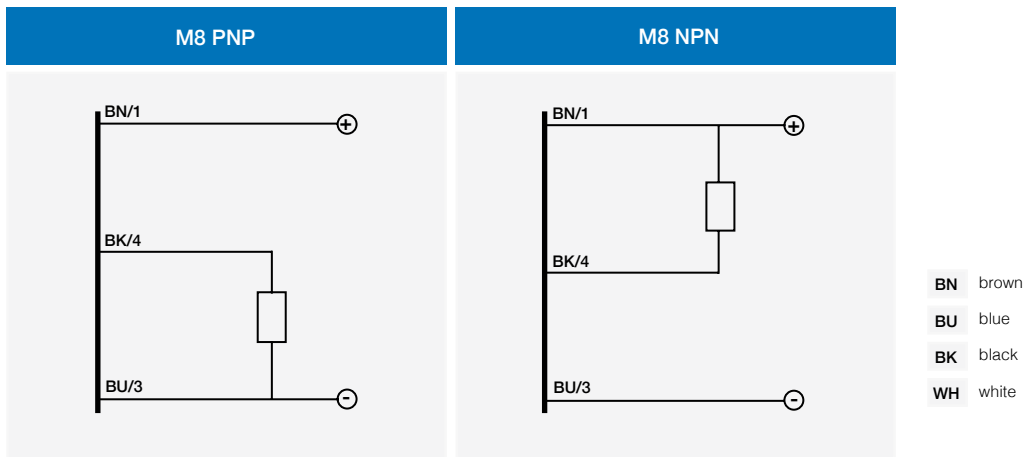 M8 PNP
BN/1
+
BK/4
BU/3
-
M8 NPN
BN/1
+
BK/4
BU/3
-
BN brown
BU blue
BK black
WH white